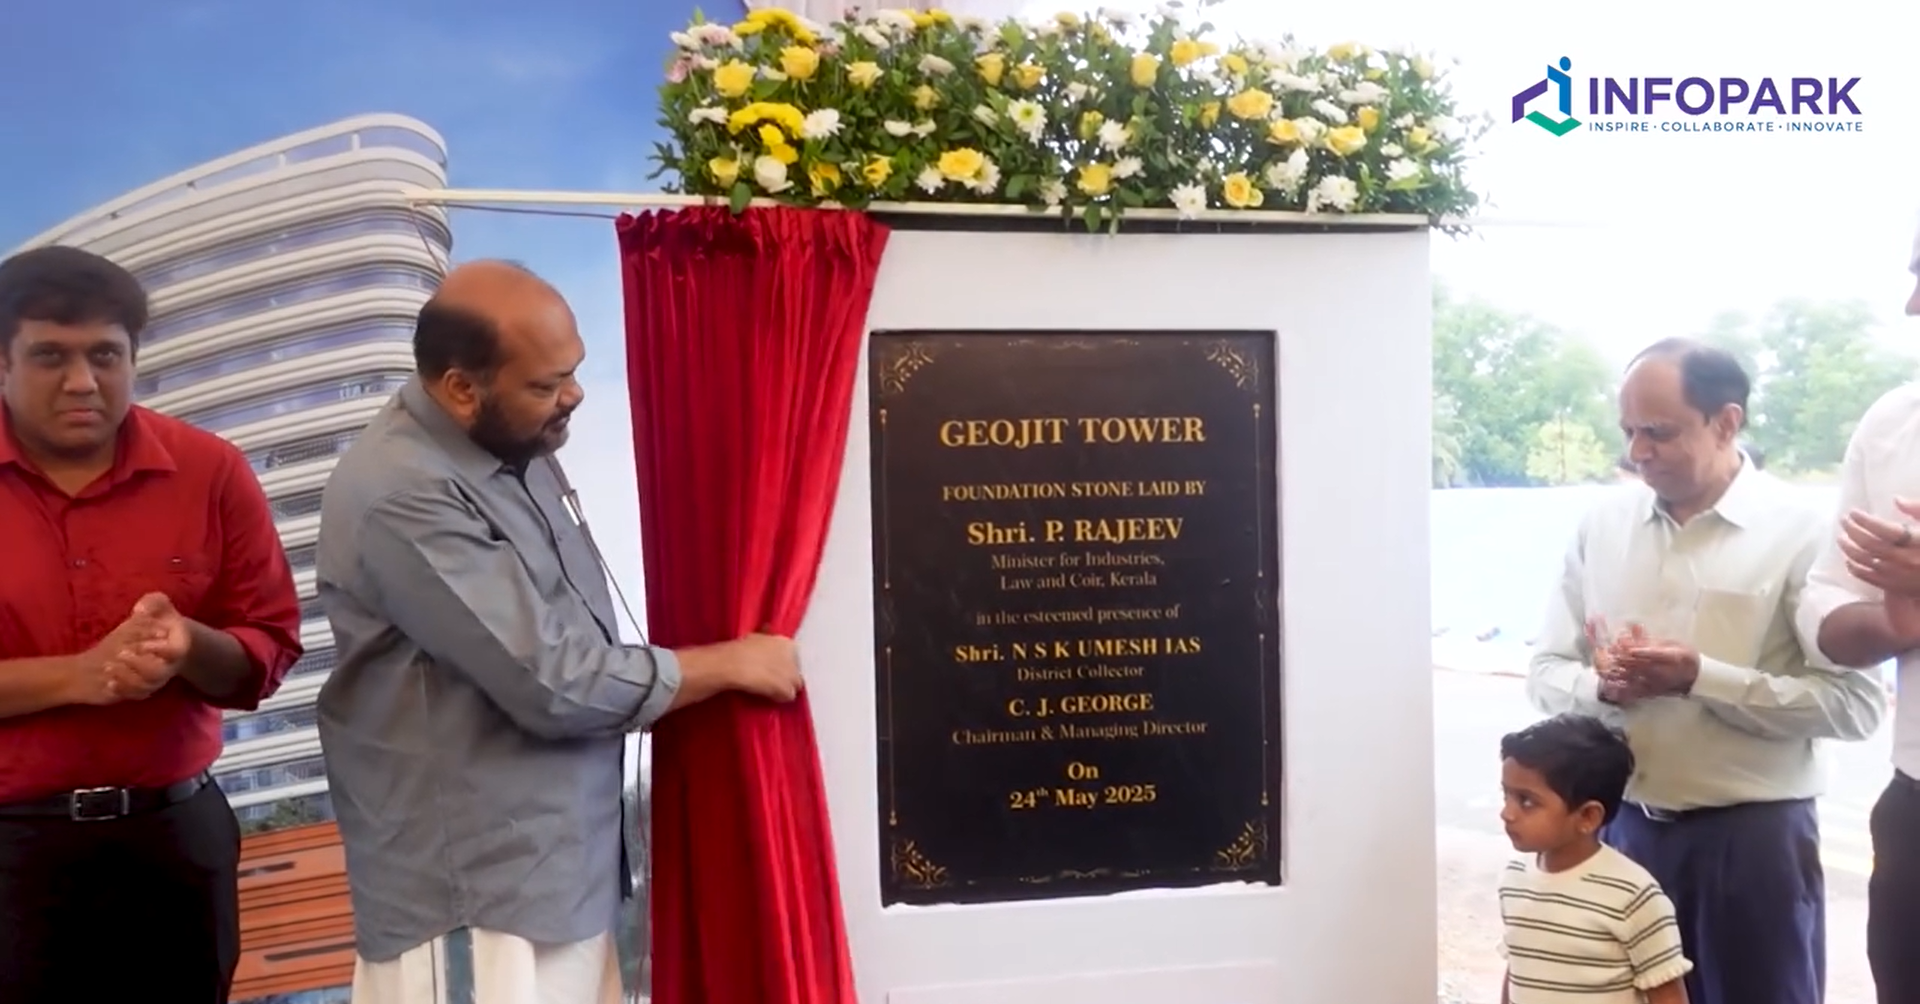 INFOPARK
INSPIRE · COLLABORATE · INNOVATE
GEOJIT TOWER
FOUNDATION STONE LAID BY
Shri. P. RAJEEV
Minister for Industries,
Law and Coir, Kerala
in the esteemed presence of
Shri. N S K UMESH IAS
District Collector
C. J. GEORGE
Chairman & Managing Director
On
24th May 2025